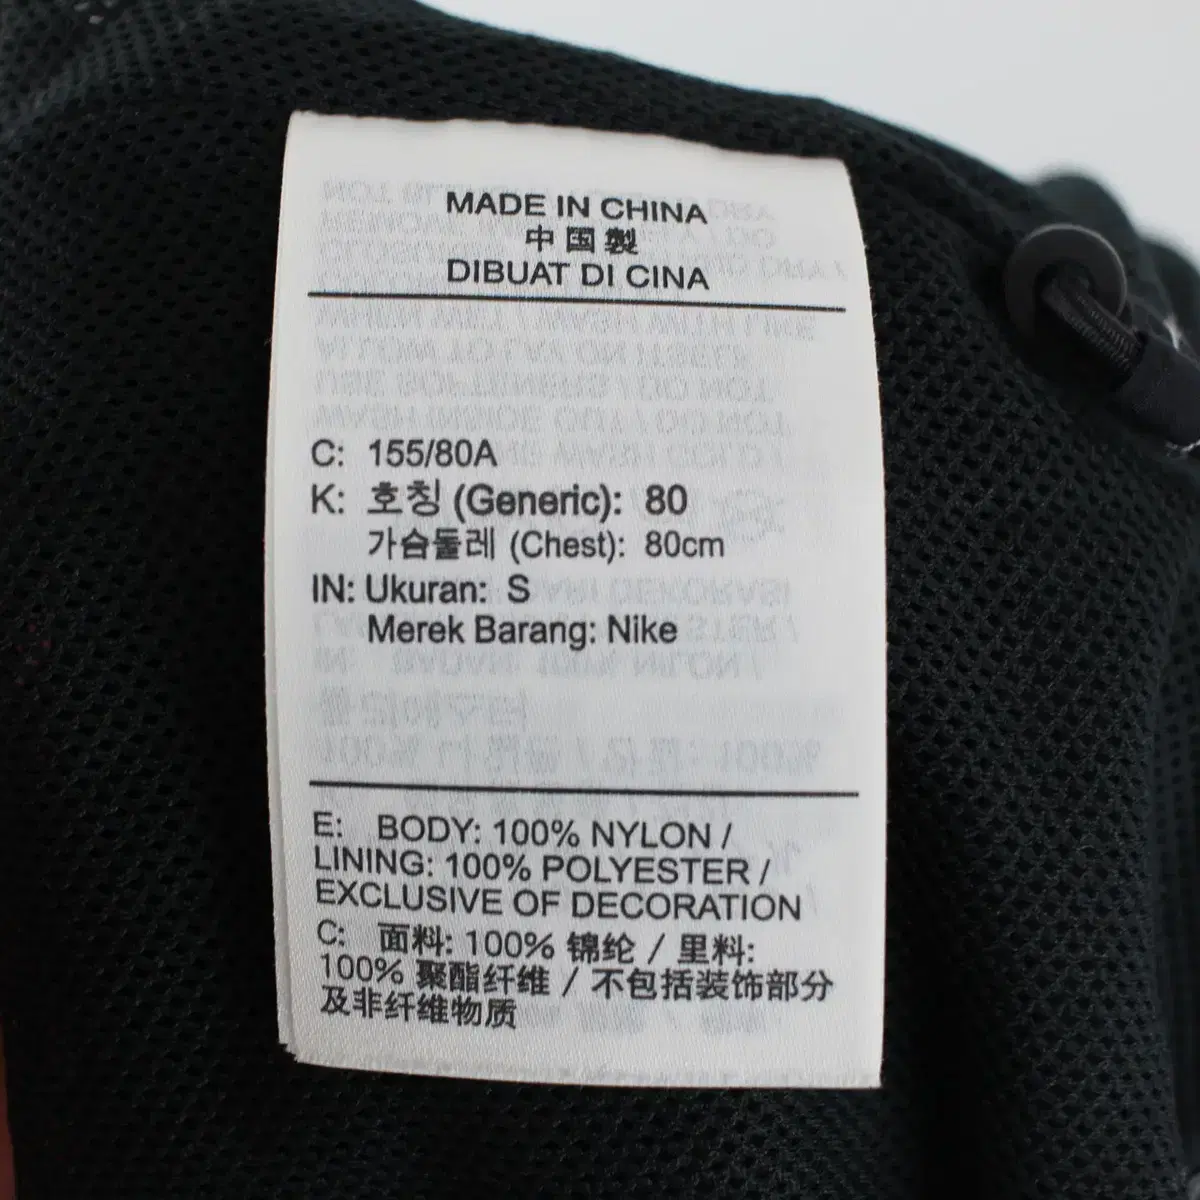 MADE IN CHINA
中国製
DIBUAT DI CINA
C: 155/80A
K: 호칭 (Generic): 80
가슴둘레 (Chest): 80cm
IN: Ukuran: S
Merek Barang: Nike
E: BODY: 100% NYLON /
LINING: 100% POLYESTER /
EXCLUSIVE OF DECORATION
C: 面料: 100% 锦纶 / 里料:
100% 聚酯纤维 / 不包括装饰部分
及非纤维物质